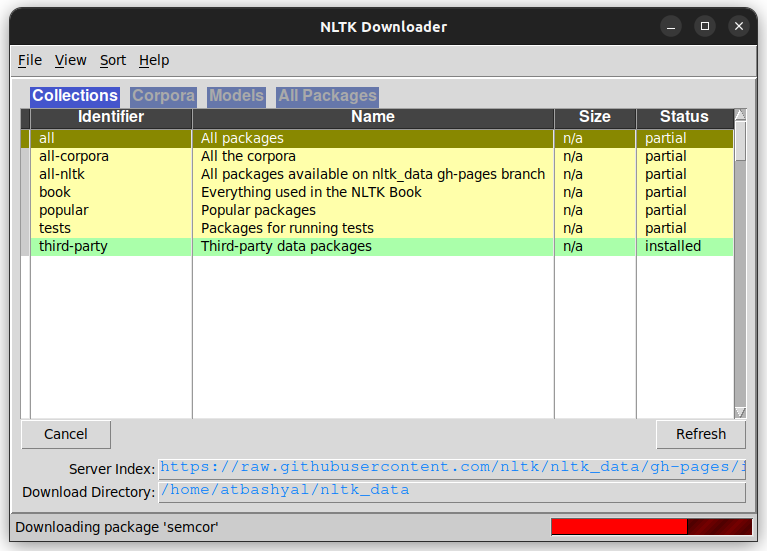 NLTK Downloader
File View Sort Help
Collections Corpora Models All Packages
Identifier Name Size Status
all All packages n/a partial
all-corpora All the corpora n/a partial
all-nltk All packages available on nltk_data gh-pages branch n/a partial
book Everything used in the NLTK Book n/a partial
popular Popular packages n/a partial
tests Packages for running tests n/a partial
third-party Third-party data packages n/a installed
Cancel Refresh
Server Index: https://raw.githubusercontent.com/nltk/nltk_data/gh-pages/i
Download Directory: /home/atbashyal/nltk_data
Downloading package 'semcor'